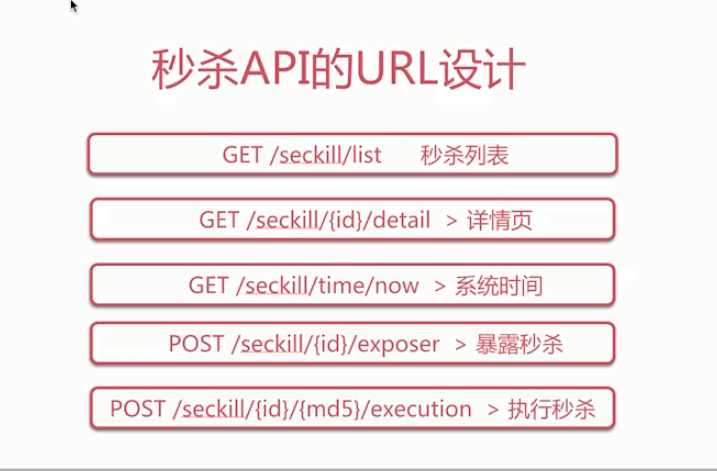 秒杀API的URL设计
GET /seckill/list 秒杀列表
GET /seckill/{id}/detail > 详情页
GET /seckill/time/now > 系统时间
POST /seckill/{id}/exposer > 暴露秒杀
POST /seckill/{id}/{md5}/execution > 执行秒杀